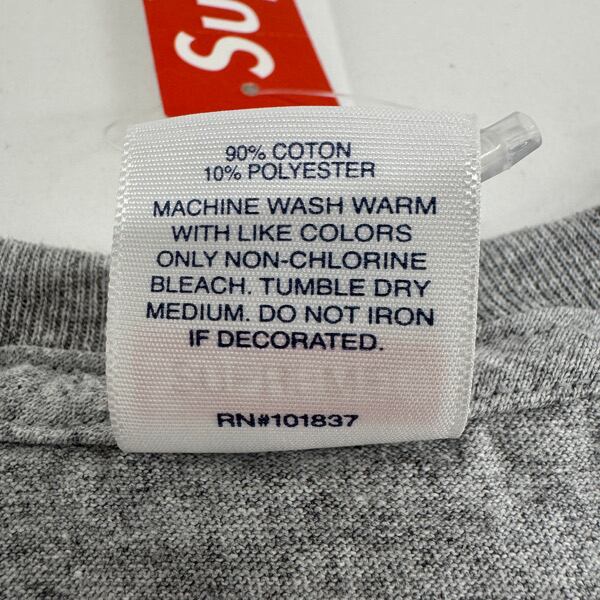 Sup
90% COTON
10% POLYESTER
MACHINE WASH WARM
WITH LIKE COLORS
ONLY NON-CHLORINE
BLEACH. TUMBLE DRY
MEDIUM. DO NOT IRON
IF DECORATED.
RN#101837